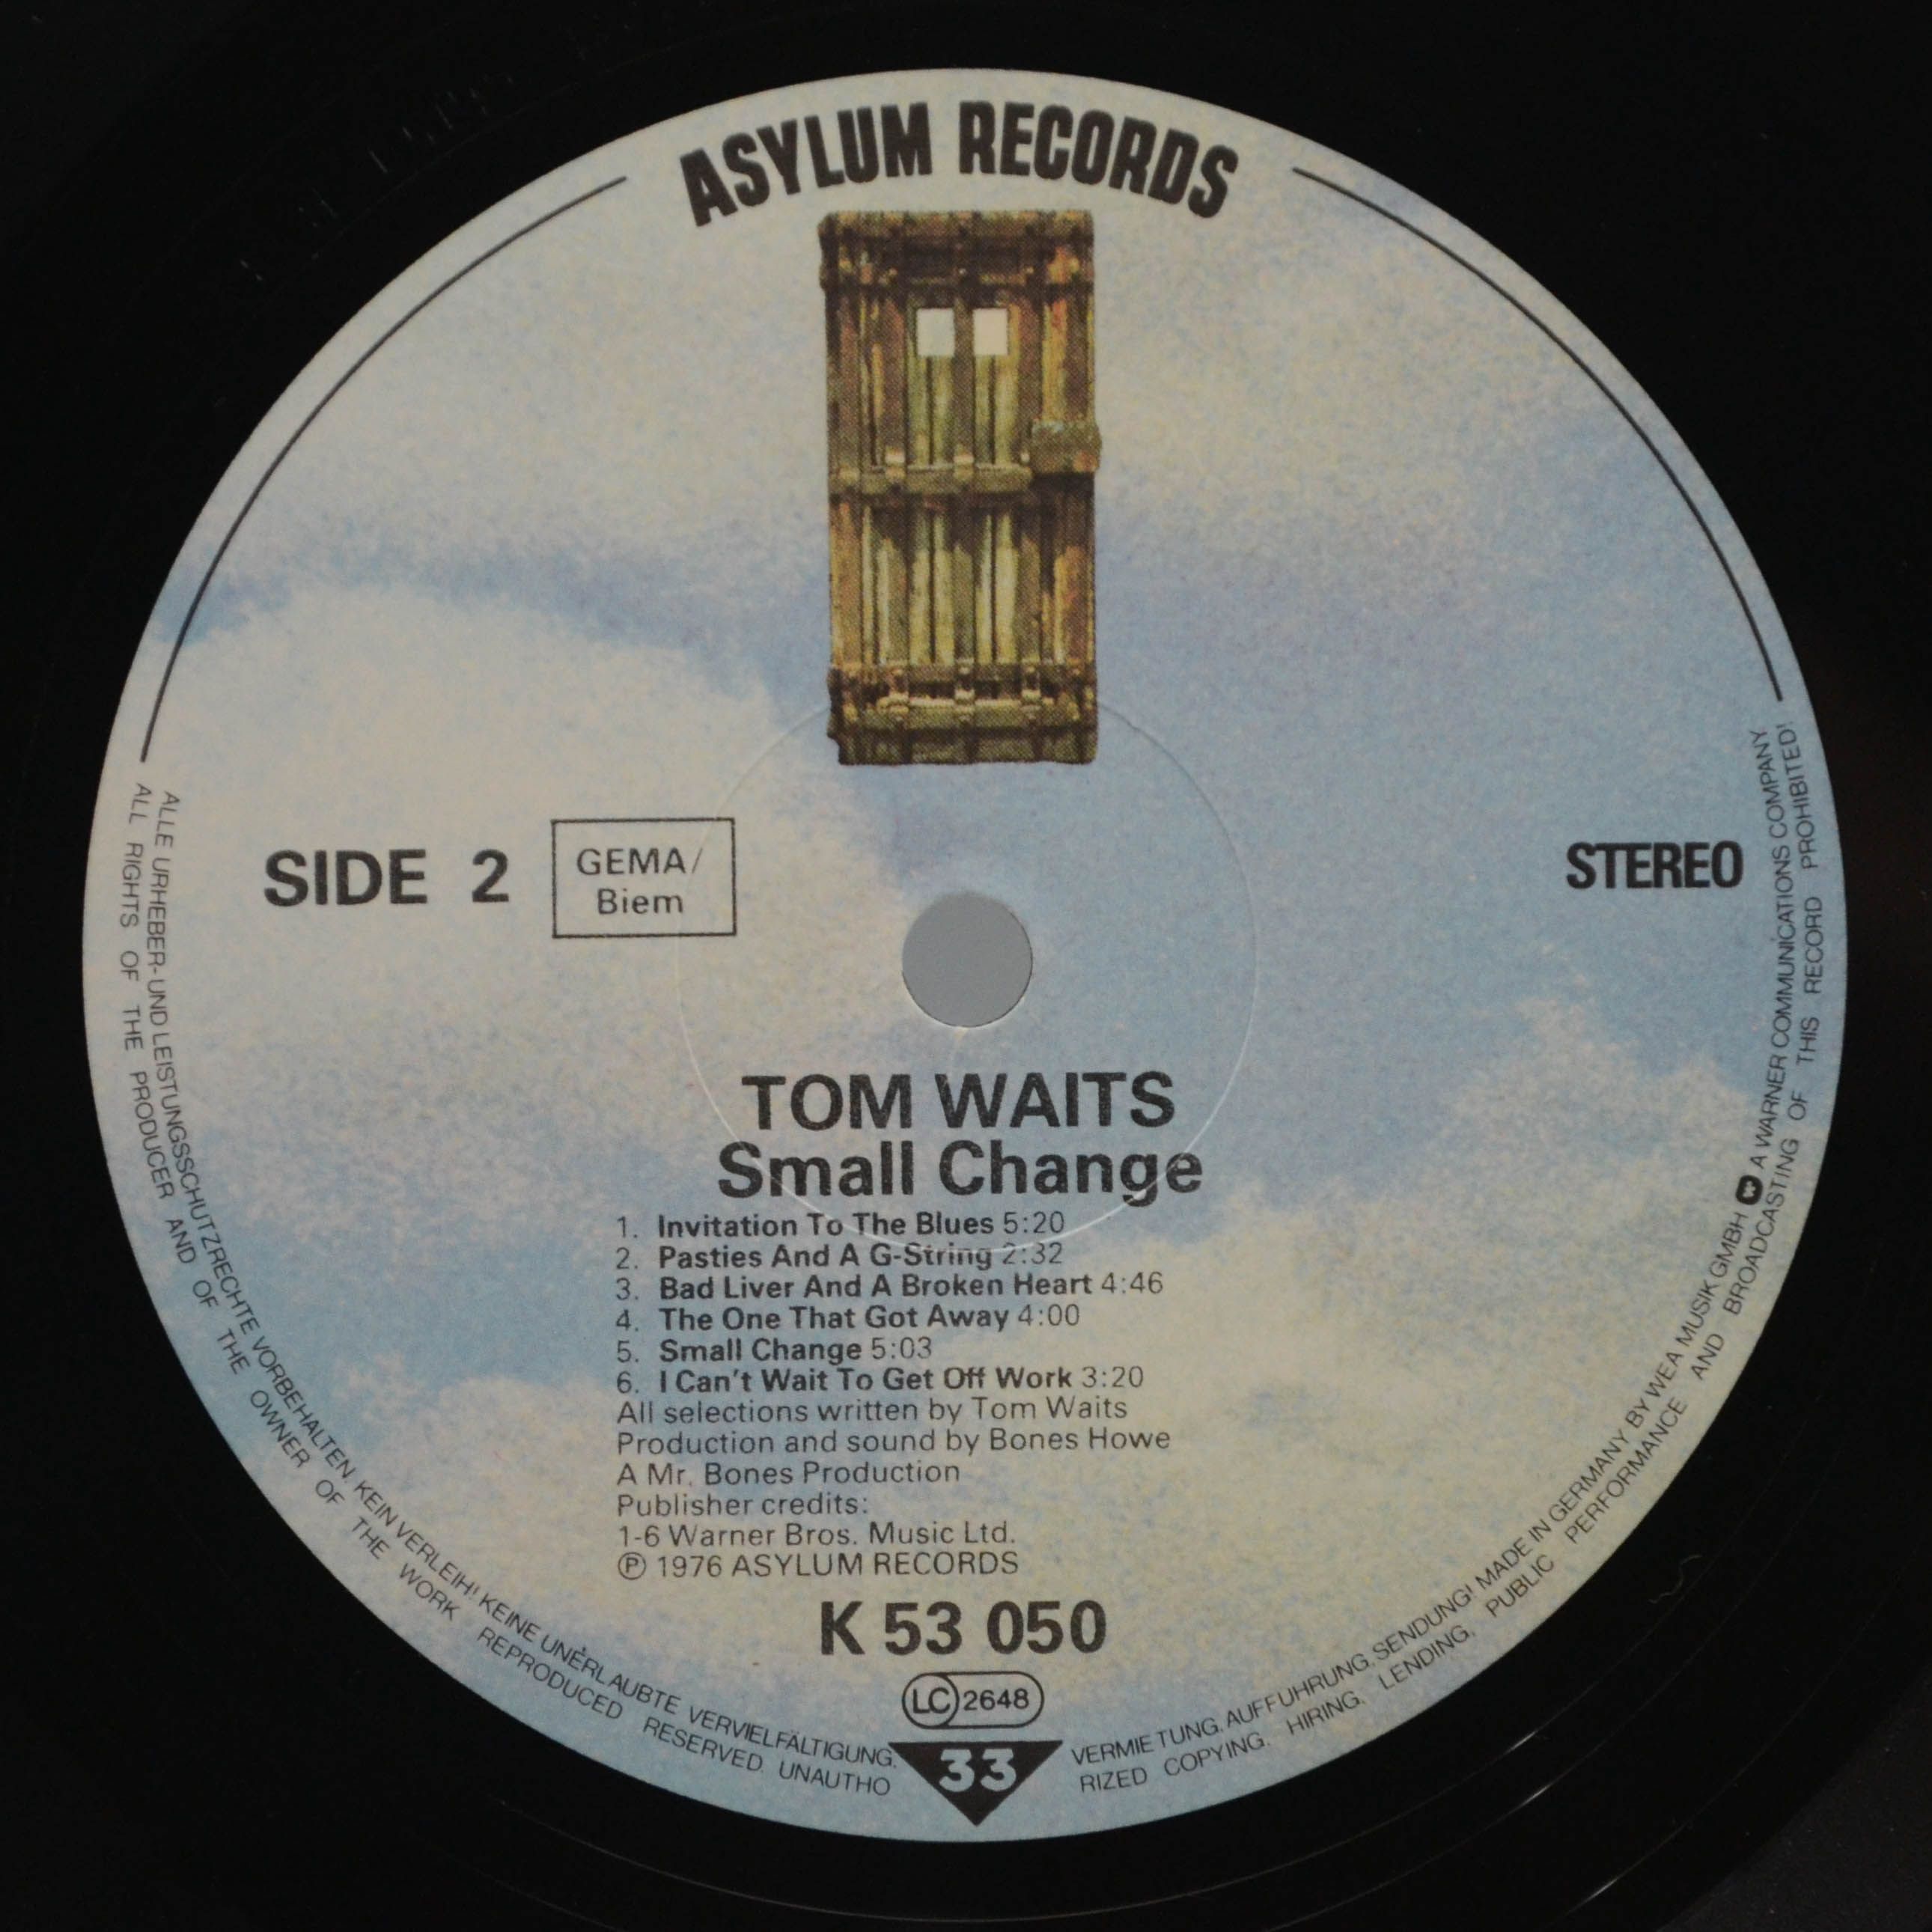 ASYLUM RECORDS
SIDE 2
GEMA/
Biem
STEREO
TOM WAITS
Small Change
1. Invitation To The Blues 5:20
2. Pasties And A G-String 2:32
3. Bad Liver And A Broken Heart 4:46
4. The One That Got Away 4:00
5. Small Change 5:03
6. I Can't Wait To Get Off Work 3:20
All selections written by Tom Waits
Production and sound by Bones Howe
A Mr. Bones Production
Publisher credits:
1-6 Warner Bros. Music Ltd.
℗ 1976 ASYLUM RECORDS
K 53 050
LC 2648
33
ALLE URHEBER- UND LEISTUNGSSCHUTZRECHTE VORBEHALTEN. KEIN VERLEIH! KEINE UNERLAUBTE VERVIELFÄLTIGUNG, VERMIETUNG, AUFFUHRUNG, SENDUNG! MADE IN GERMANY BY WEA MUSIK GMBH A WARNER COMMUNICATIONS COMPANY
ALL RIGHTS OF THE PRODUCER AND OF THE OWNER OF THE WORK REPRODUCED RESERVED. UNAUTHORIZED COPYING, HIRING, LENDING, PUBLIC PERFORMANCE AND BROADCASTING OF THIS RECORD PROHIBITED!